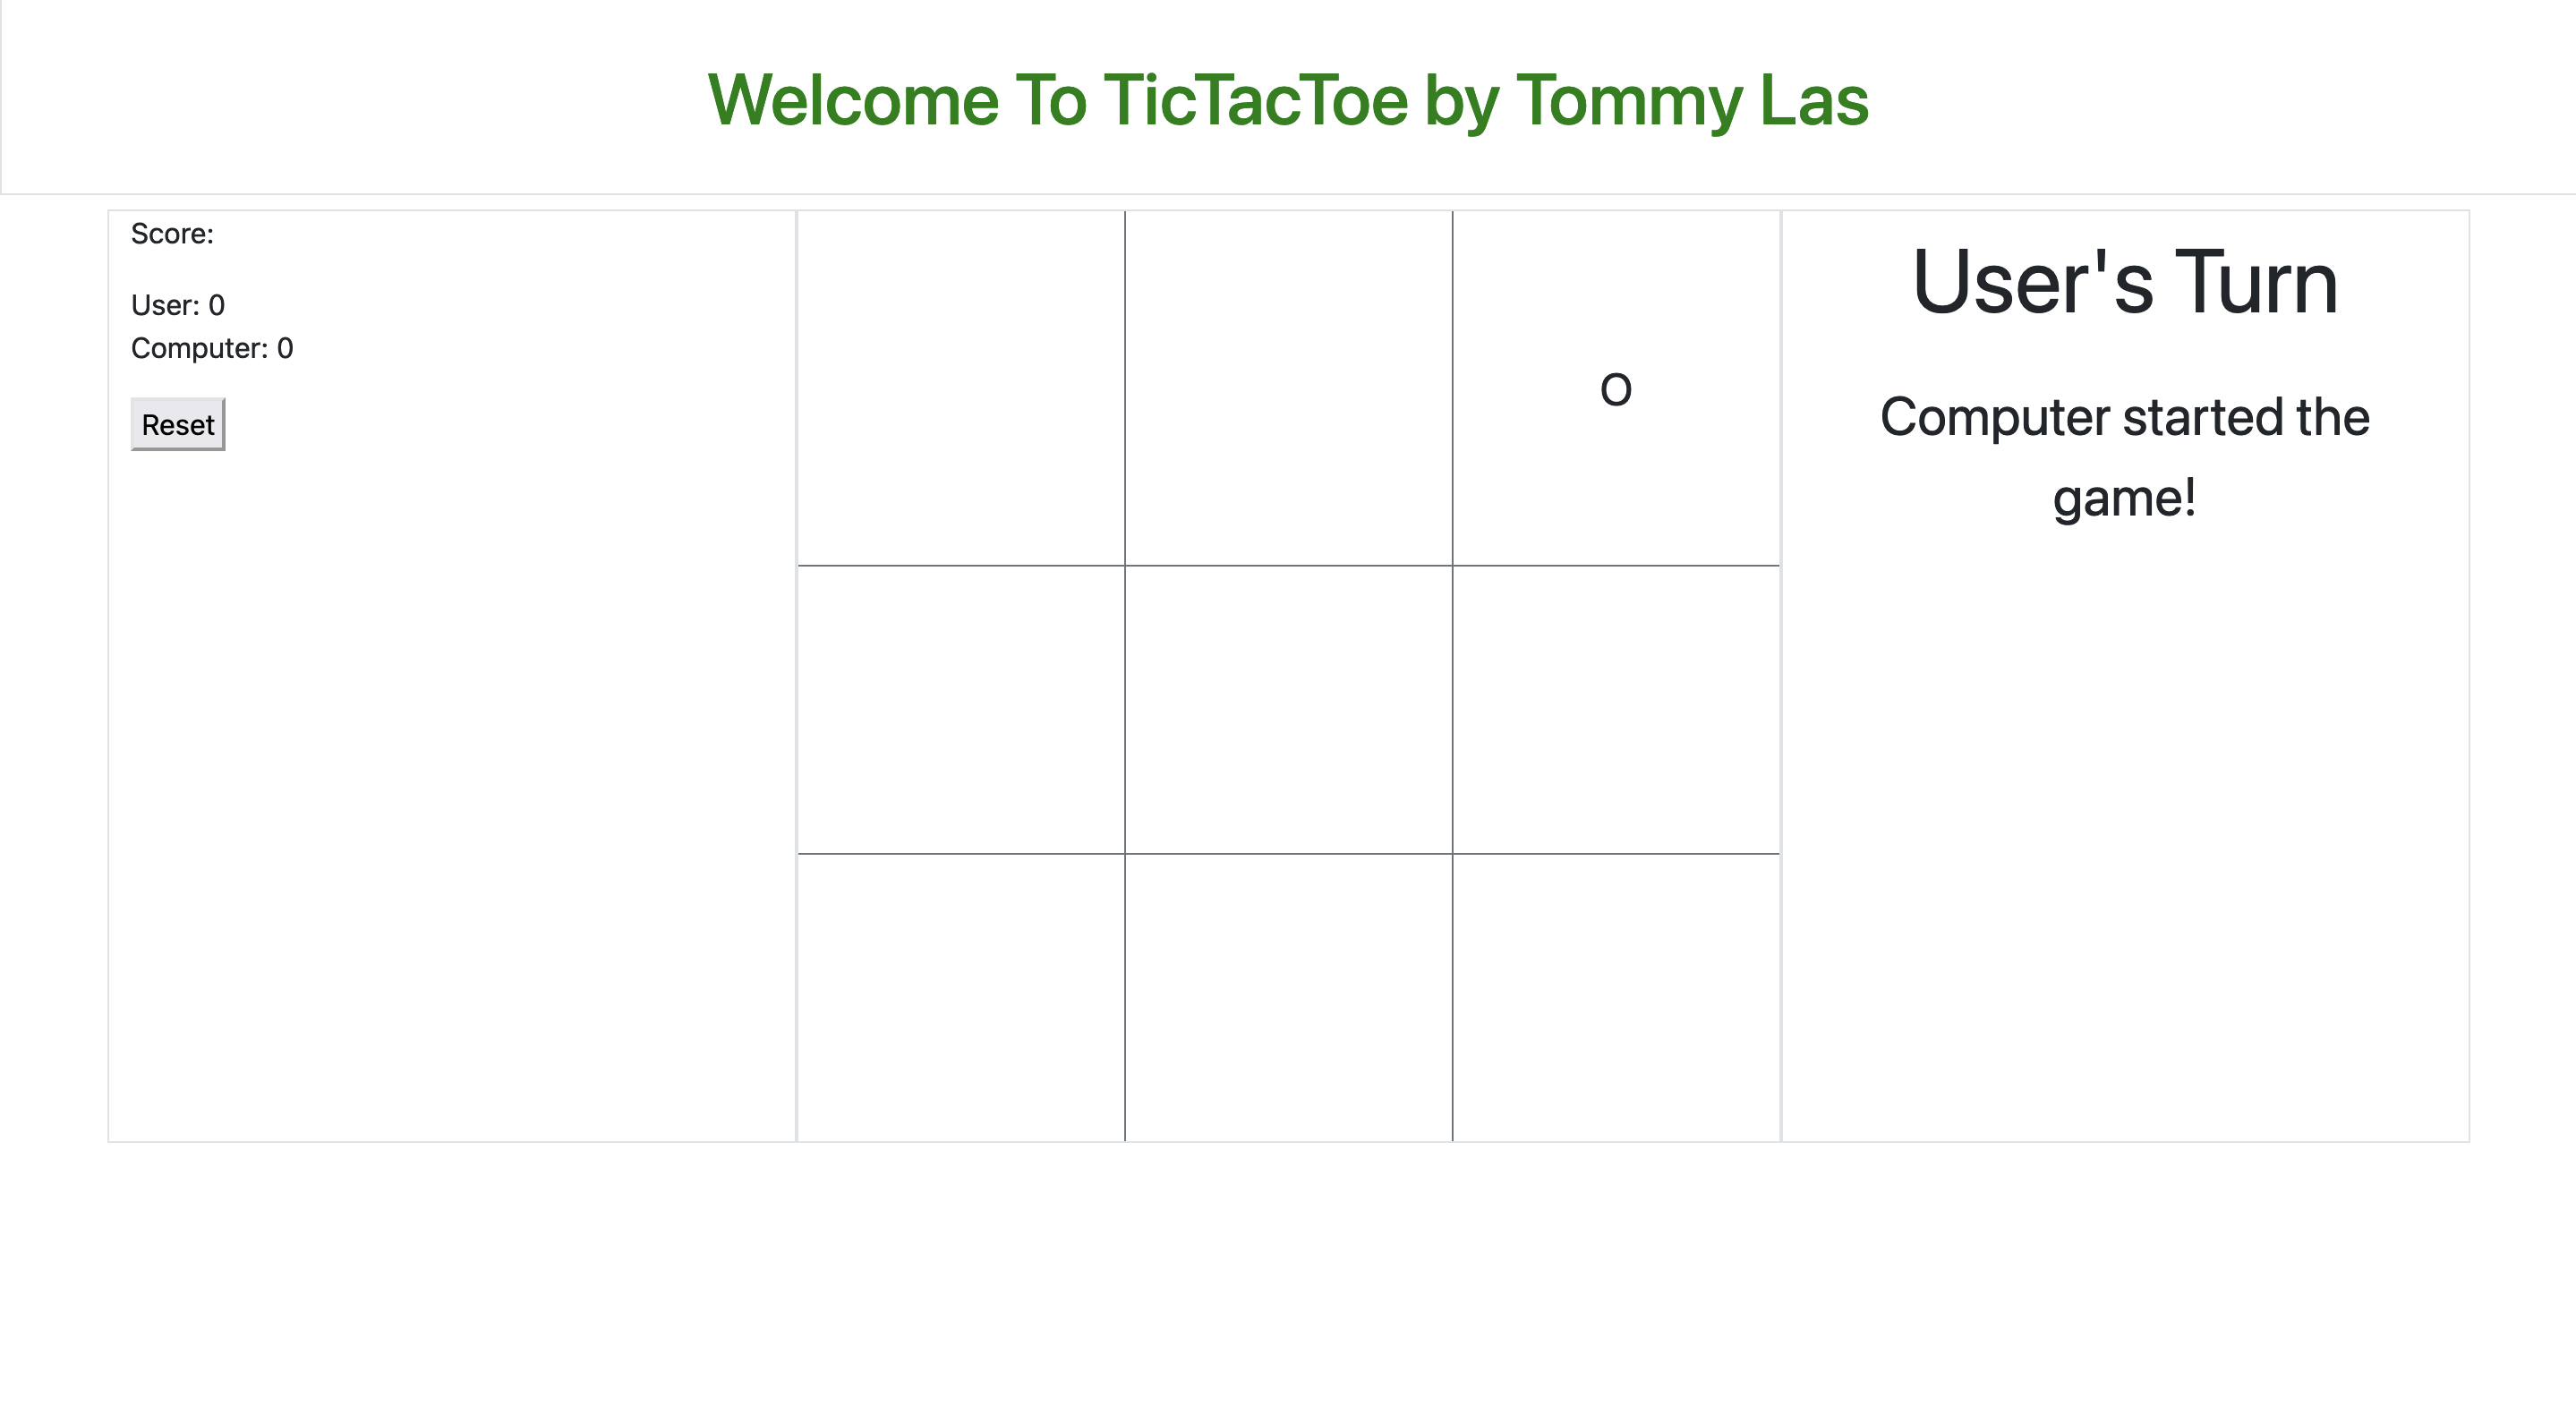 Welcome To TicTacToe by Tommy Las
Score:
User: 0
Computer: 0
Reset
O
User's Turn
Computer started the
game!